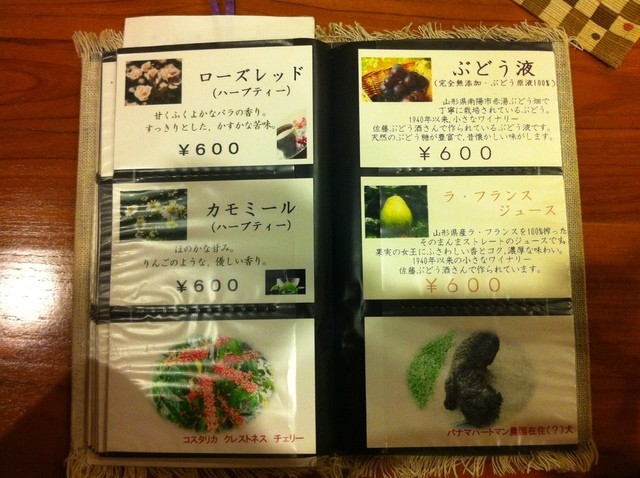 ローズレッド
(ハーブティー)
甘くふくよかなバラの香り。
すっきりとした、かすかな苦味。
￥600
カモミール
(ハーブティー)
ほのかな甘み。
りんごのような、優しい香り。
￥600
コスタリカ クレストネス チェリー
ぶどう液
(完全無添加・ぶどう原液100%)
山形県南陽市赤湯ぶどう畑で
丁寧に栽培されているぶどう。
1940年以来、小さなワイナリー
佐藤ぶどう酒さんで作られているぶどう液です。
天然のぶどう糖が豊富で、昔懐かしい味がします。
￥600
ラ・フランス
ジュース
山形県産ラ・フランスを100%搾った
そのまんまストレートのジュースですね
果実の女王にふさわしい香とコク、濃厚な味わい。
1940年以来の小さなワイナリー
佐藤ぶどう酒さんで作られています。
￥600
パナマハートマン農園在住(?)犬